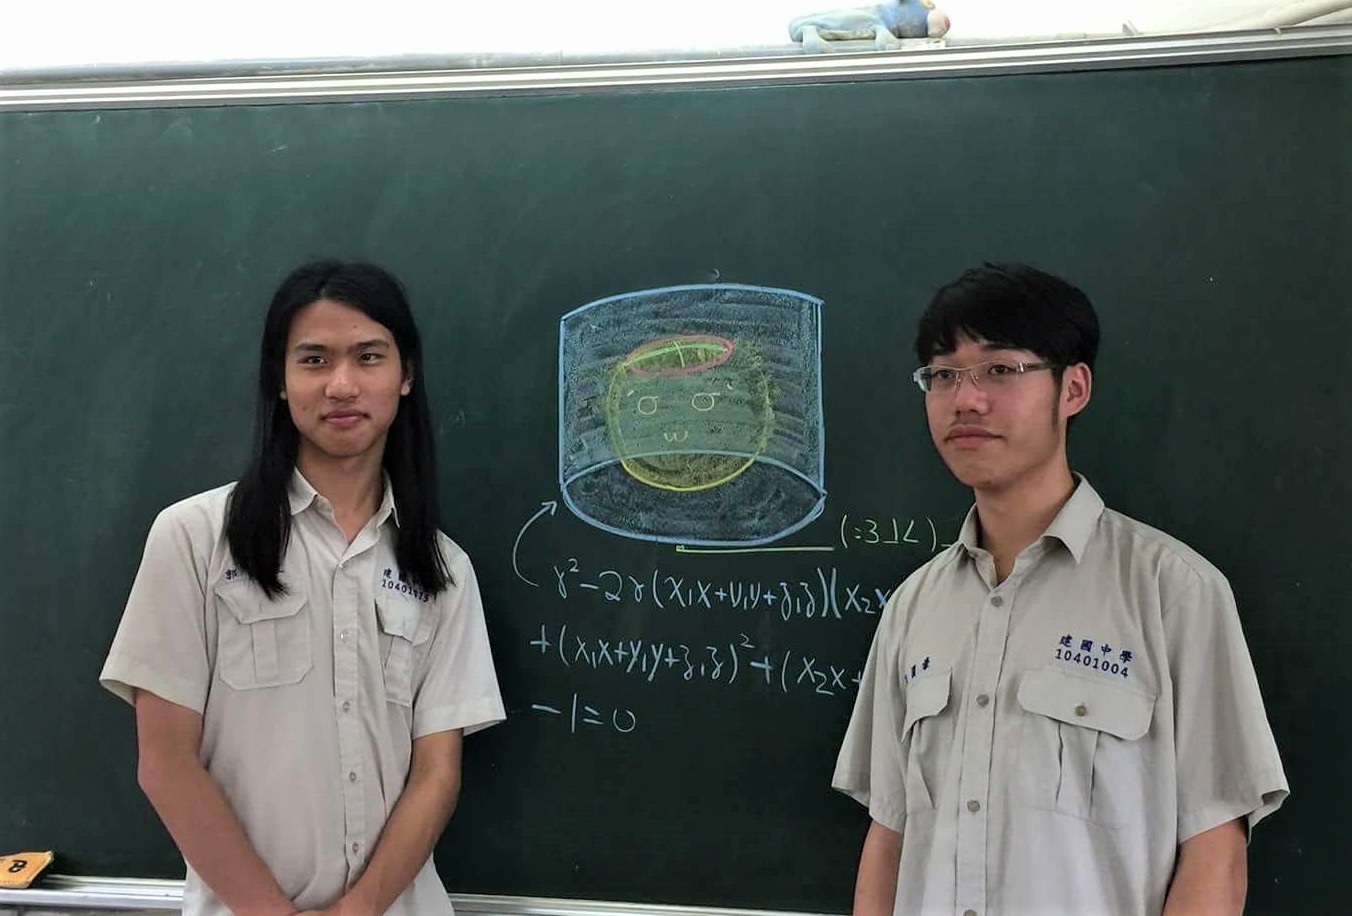 σ σ
w
(:3⅃∠)
γ² - 2γ(x₁x+y₁y+z₁z)(x₂x
+(x₁x+y₁y+z₁z)²+(x₂x+
-1=0
建國中學
10401004